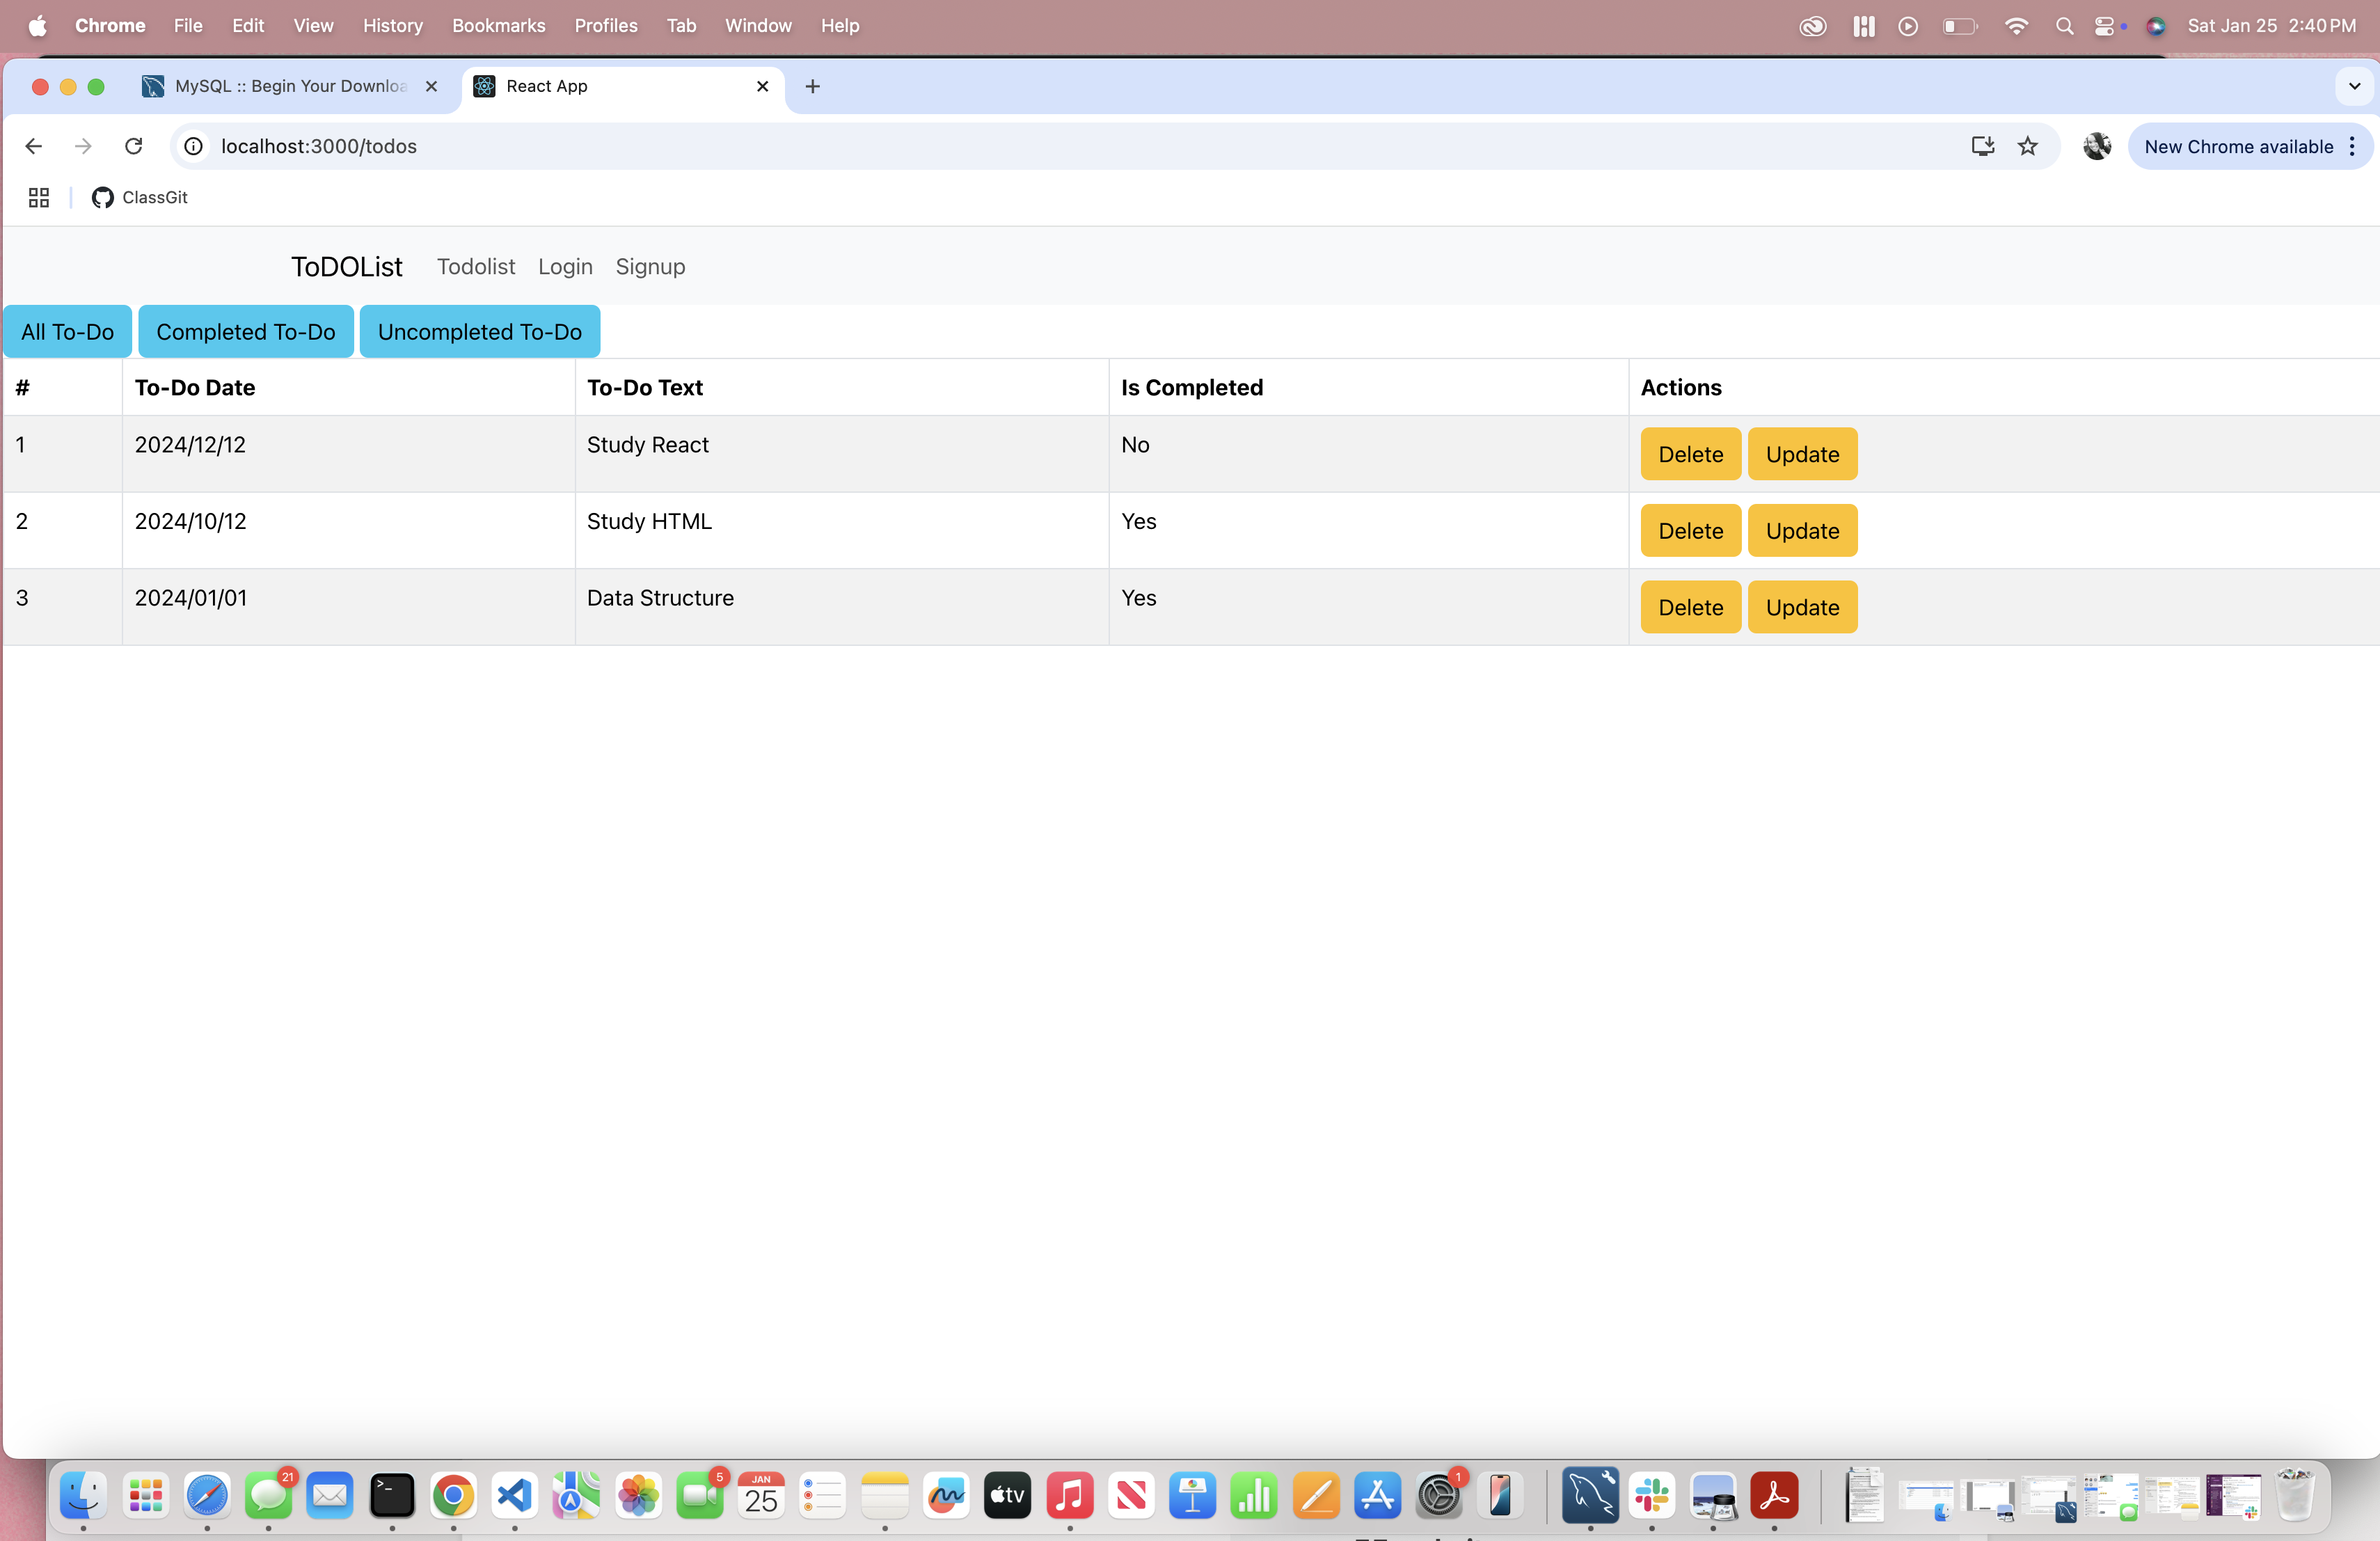 Chrome File Edit View History Bookmarks Profiles Tab Window Help Sat Jan 25 2:40 PM
MySQL :: Begin Your Downloa React App
localhost:3000/todos New Chrome available
ClassGit
ToDOList Todolist Login Signup
All To-Do Completed To-Do Uncompleted To-Do
# To-Do Date To-Do Text Is Completed Actions
1 2024/12/12 Study React No Delete Update
2 2024/10/12 Study HTML Yes Delete Update
3 2024/01/01 Data Structure Yes Delete Update
21 5 JAN 1
25 tv